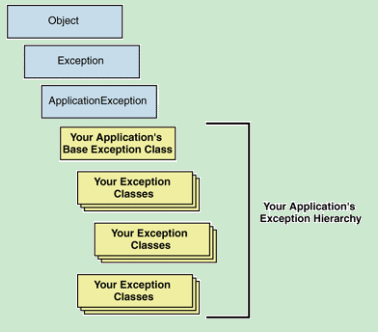 Object
Exception
ApplicationException
Your Application's
Base Exception Class
Your Exception
Classes
Your Exception
Classes
Your Exception
Classes
Your Application's
Exception Hierarchy